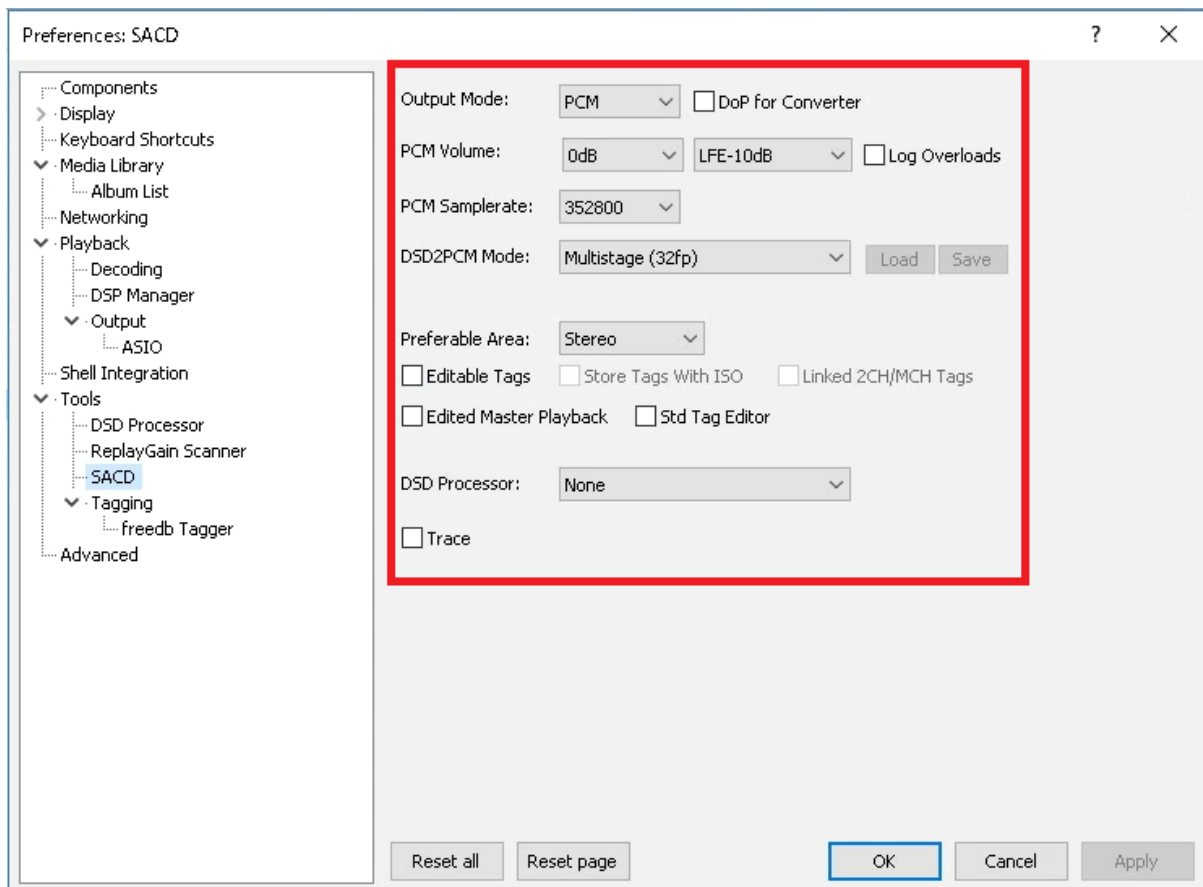 Preferences: SACD
?
Components
Display
Keyboard Shortcuts
Media Library
Album List
Networking
Playback
Decoding
DSP Manager
Output
ASIO
Shell Integration
Tools
DSD Processor
ReplayGain Scanner
SACD
Tagging
freedb Tagger
Advanced
Output Mode: PCM DoP for Converter
PCM Volume: 0dB LFE-10dB Log Overloads
PCM Samplerate: 352800
DSD2PCM Mode: Multistage (32fp) Load Save
Preferable Area: Stereo
Editable Tags Store Tags With ISO Linked 2CH/MCH Tags
Edited Master Playback Std Tag Editor
DSD Processor: None
Trace
Reset all Reset page OK Cancel Apply